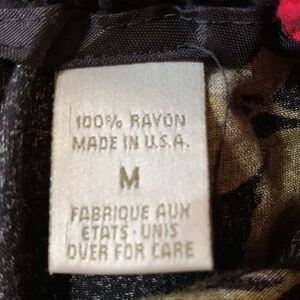 100% RAYON
MADE IN U.S.A.
M
FABRIQUE AUX
ETATS-UNIS
OVER FOR CARE